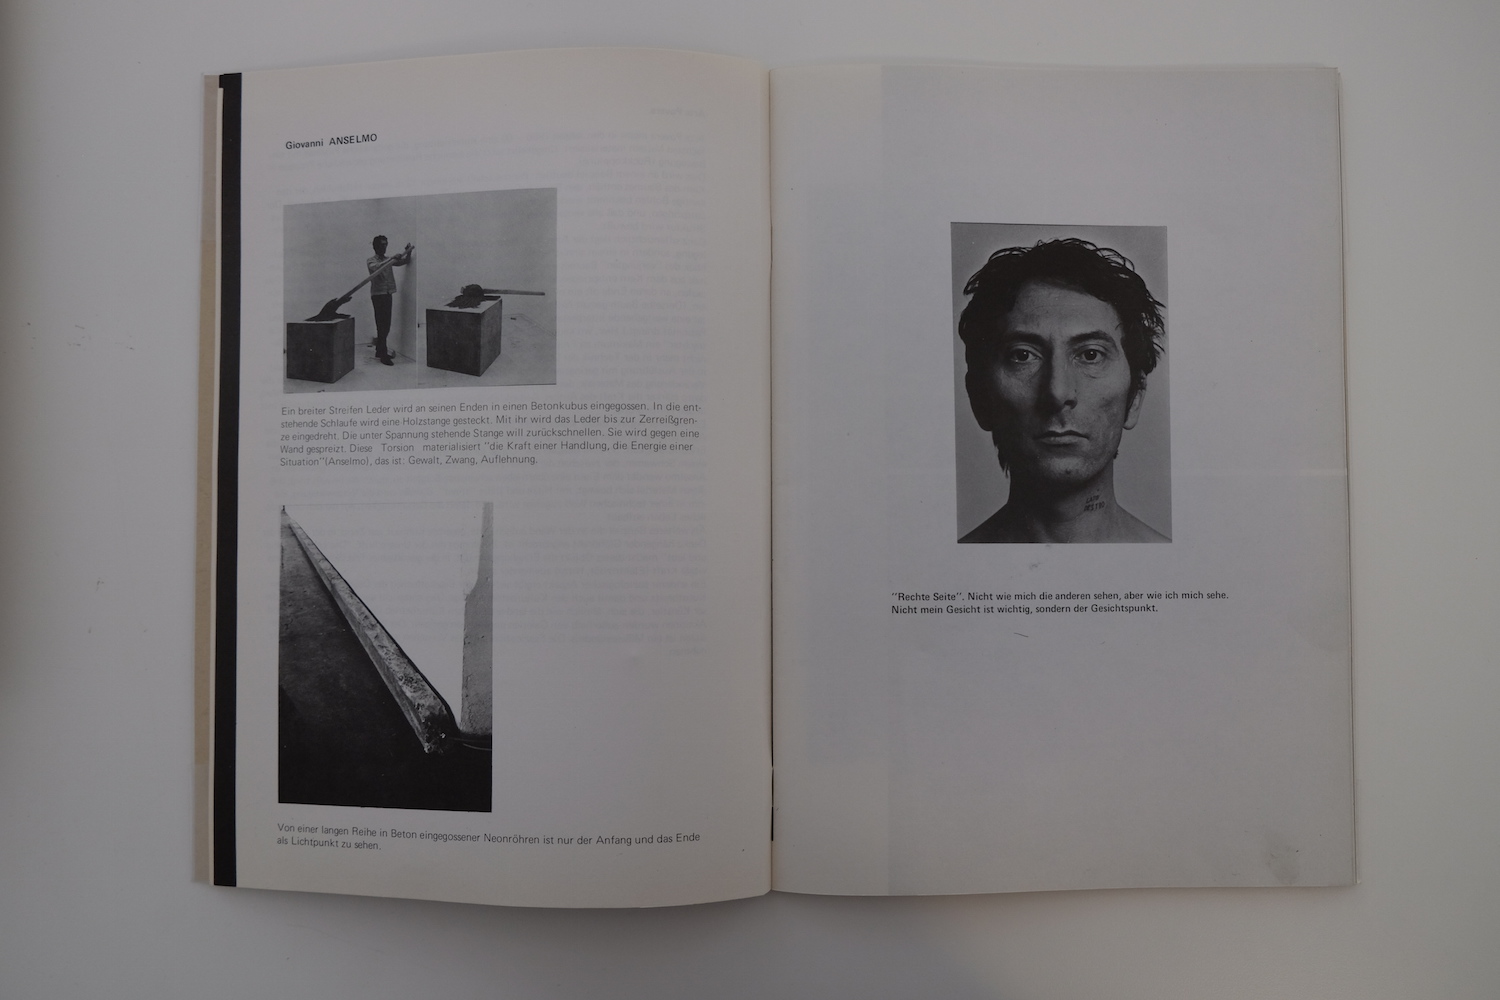 Giovanni ANSELMO
Ein breiter Streifen Leder wird an seinen Enden in einen Betonkubus eingegossen. In die ent-
stehende Schlaufe wird eine Holzstange gesteckt. Mit ihr wird das Leder bis zur Zerreißgren-
ze eingedreht. Die unter Spannung stehende Stange will zurückschnellen. Sie wird gegen eine
Wand gespreizt. Diese Torsion materialisiert "die Kraft einer Handlung, die Energie einer
Situation"(Anselmo), das ist: Gewalt, Zwang, Auflehnung.
Von einer langen Reihe in Beton eingegossener Neonröhren ist nur der Anfang und das Ende
als Lichtpunkt zu sehen.
"Rechte Seite". Nicht wie mich die anderen sehen, aber wie ich mich sehe.
Nicht mein Gesicht ist wichtig, sondern der Gesichtspunkt.